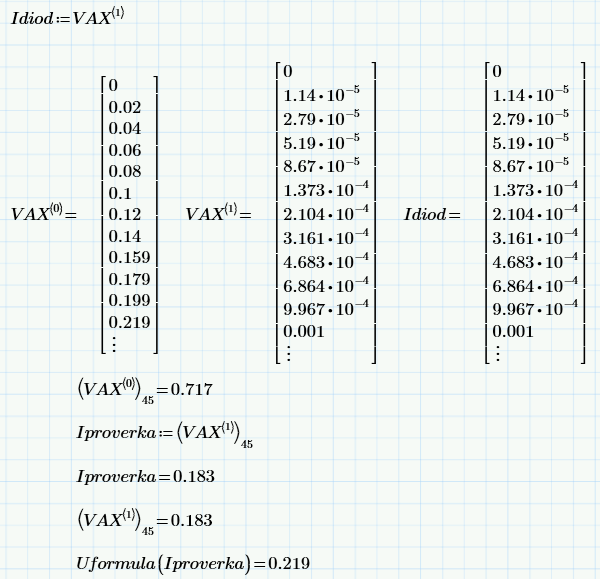 Idiod:=VAX⟨1⟩
VAX⟨0⟩= [0 0.02 0.04 0.06 0.08 0.1 0.12 0.14 0.159 0.179 0.199 0.219 ⋮]
VAX⟨1⟩= [0 1.14•10⁻⁵ 2.79•10⁻⁵ 5.19•10⁻⁵ 8.67•10⁻⁵ 1.373•10⁻⁴ 2.104•10⁻⁴ 3.161•10⁻⁴ 4.683•10⁻⁴ 6.864•10⁻⁴ 9.967•10⁻⁴ 0.001 ⋮]
Idiod= [0 1.14•10⁻⁵ 2.79•10⁻⁵ 5.19•10⁻⁵ 8.67•10⁻⁵ 1.373•10⁻⁴ 2.104•10⁻⁴ 3.161•10⁻⁴ 4.683•10⁻⁴ 6.864•10⁻⁴ 9.967•10⁻⁴ 0.001 ⋮]
(VAX⟨0⟩)₄₅=0.717
Iproverka:=(VAX⟨1⟩)₄₅
Iproverka=0.183
(VAX⟨1⟩)₄₅=0.183
Uformula(Iproverka)=0.219